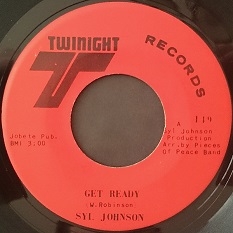 TWINIGHT
RECORDS
T
Jobete Pub.
BMI 3.00
A 119
Syl Johnson
Production
Arr.by Pieces
Of Peace Band
GET READY
(W.Robinson)
SYL JOHNSON